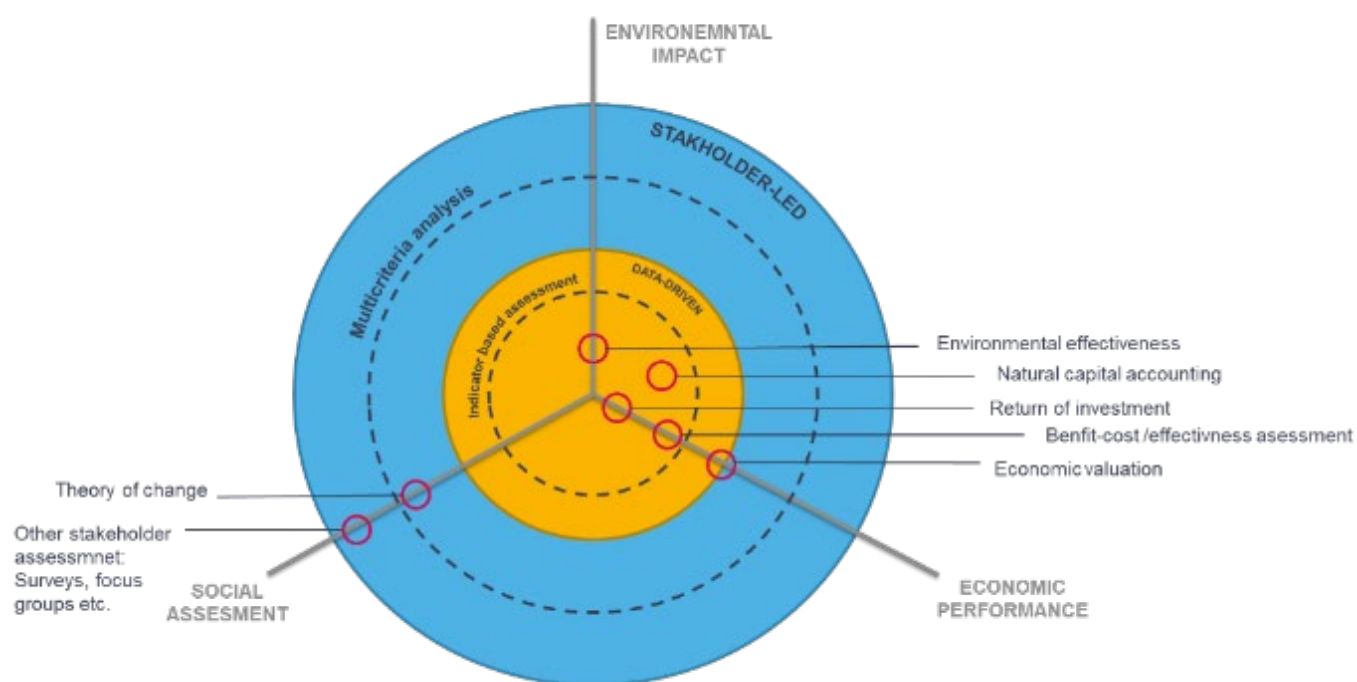 ENVIRONEMNTAL
IMPACT
STAKHOLDER-LED
Multicriteria analysis
DATA-DRIVEN
Indicator based assessment
Environmental effectiveness
Natural capital accounting
Return of investment
Benfit-cost /effectivness asessment
Economic valuation
Theory of change
Other stakeholder
assessmnet:
Surveys, focus
groups etc.
SOCIAL
ASSESMENT
ECONOMIC
PERFORMANCE